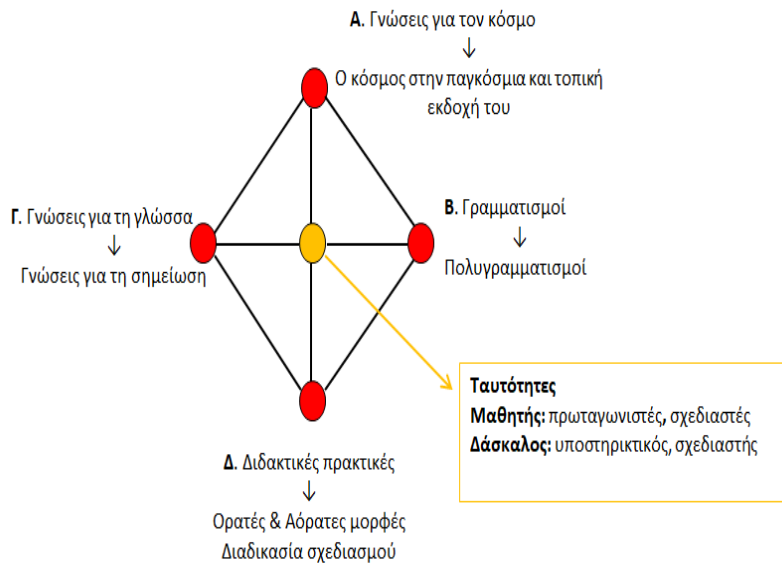 Α. Γνώσεις για τον κόσμο
Ο κόσμος στην παγκόσμια και τοπική
εκδοχή του
Γ. Γνώσεις για τη γλώσσα
Γνώσεις για τη σημείωση
Β. Γραμματισμοί
Πολυγραμματισμοί
Ταυτότητες
Μαθητής: πρωταγωνιστές, σχεδιαστές
Δάσκαλος: υποστηρικτικός, σχεδιαστής
Δ. Διδακτικές πρακτικές
Ορατές & Αόρατες μορφές
Διαδικασία σχεδιασμού